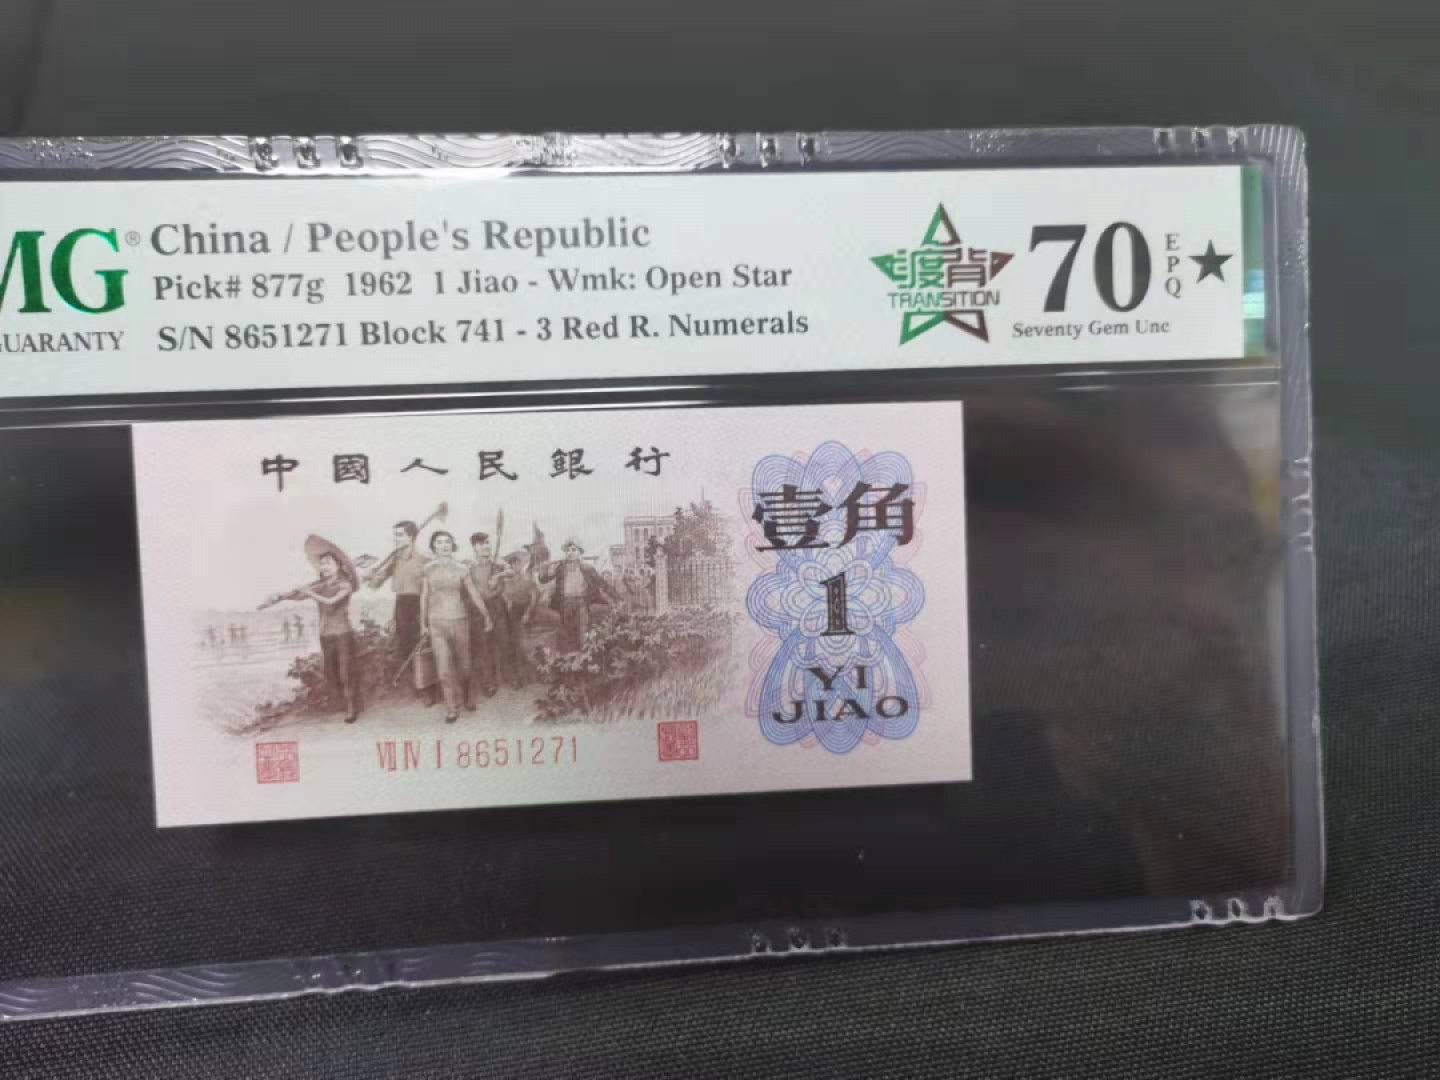 MG®
GUARANTY
China / People's Republic
Pick# 877g 1962 1 Jiao - Wmk: Open Star
S/N 8651271 Block 741 - 3 Red R. Numerals
渡背
TRANSITION
70 EPQ ★
Seventy Gem Unc
中國人民銀行
壹角
1
YI
JIAO
Ⅶ Ⅳ Ⅰ 8651271